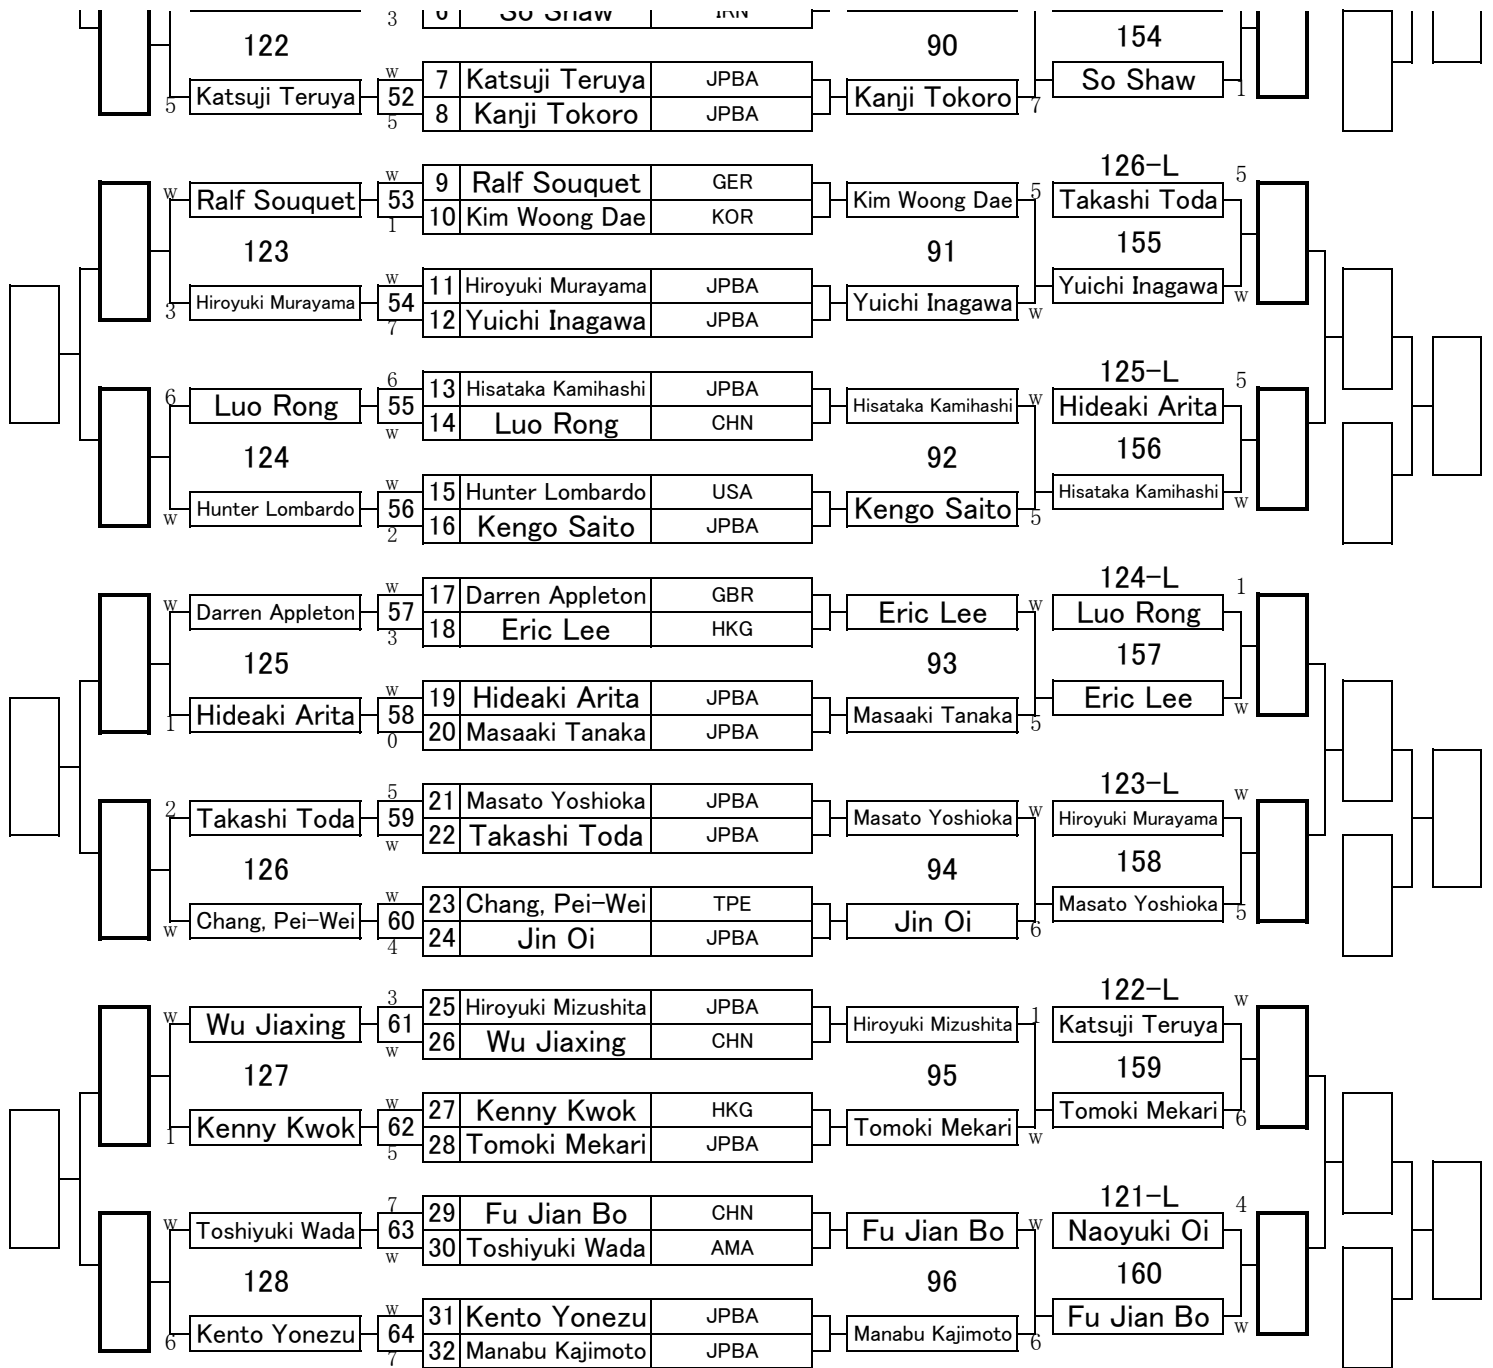 3 6 So Shaw IRN
122 90 154
w 7 Katsuji Teruya JPBA So Shaw 1
5 Katsuji Teruya 52 Kanji Tokoro 7
5 8 Kanji Tokoro JPBA
126-L
w Ralf Souquet w 53 9 Ralf Souquet GER Kim Woong Dae 5 Takashi Toda 5
1 10 Kim Woong Dae KOR
123 91 155
w 11 Hiroyuki Murayama JPBA Yuichi Inagawa w
3 Hiroyuki Murayama 54 Yuichi Inagawa w
7 12 Yuichi Inagawa JPBA
125-L
6 Luo Rong 6 55 13 Hisataka Kamihashi JPBA Hisataka Kamihashi w Hideaki Arita 5
w 14 Luo Rong CHN
124 92 156
w 15 Hunter Lombardo USA Hisataka Kamihashi w
w Hunter Lombardo 56 Kengo Saito 5
2 16 Kengo Saito JPBA
124-L
w Darren Appleton w 57 17 Darren Appleton GBR Eric Lee w Luo Rong 1
3 18 Eric Lee HKG
125 93 157
w 19 Hideaki Arita JPBA Eric Lee w
1 Hideaki Arita 58 Masaaki Tanaka 5
0 20 Masaaki Tanaka JPBA
123-L
2 Takashi Toda 5 59 21 Masato Yoshioka JPBA Masato Yoshioka w Hiroyuki Murayama w
w 22 Takashi Toda JPBA
126 94 158
w 23 Chang, Pei-Wei TPE Masato Yoshioka 5
w Chang, Pei-Wei 60 Jin Oi 6
4 24 Jin Oi JPBA
122-L
w Wu Jiaxing 3 61 25 Hiroyuki Mizushita JPBA Hiroyuki Mizushita 1 Katsuji Teruya w
w 26 Wu Jiaxing CHN
127 95 159
w 27 Kenny Kwok HKG Tomoki Mekari 6
1 Kenny Kwok 62 Tomoki Mekari w
5 28 Tomoki Mekari JPBA
121-L
w Toshiyuki Wada 7 63 29 Fu Jian Bo CHN Fu Jian Bo w Naoyuki Oi 4
w 30 Toshiyuki Wada AMA
128 96 160
w 31 Kento Yonezu JPBA Fu Jian Bo w
6 Kento Yonezu 64 Manabu Kajimoto 6
7 32 Manabu Kajimoto JPBA